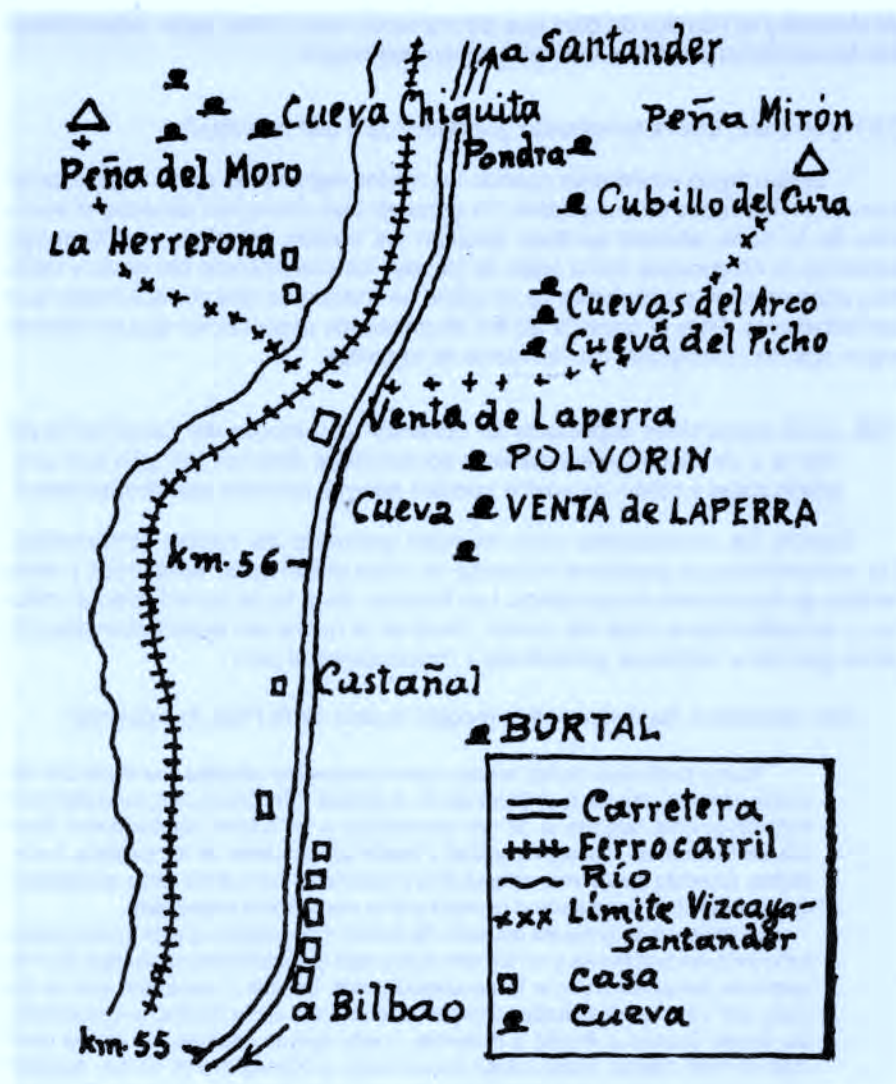 a Santander
Cueva Chiquita
Peña Mirón
Pondra
Peña del Moro
Cubillo del Cura
La Herrerona
Cuevas del Arco
Cueva del Picho
Venta de Laperra
POLVORIN
Cueva VENTA de LAPERRA
km. 56
Castañal
BORTAL
Carretera
Ferrocarril
Río
Límite Vizcaya-
Santander
Casa
Cueva
a Bilbao
km. 55